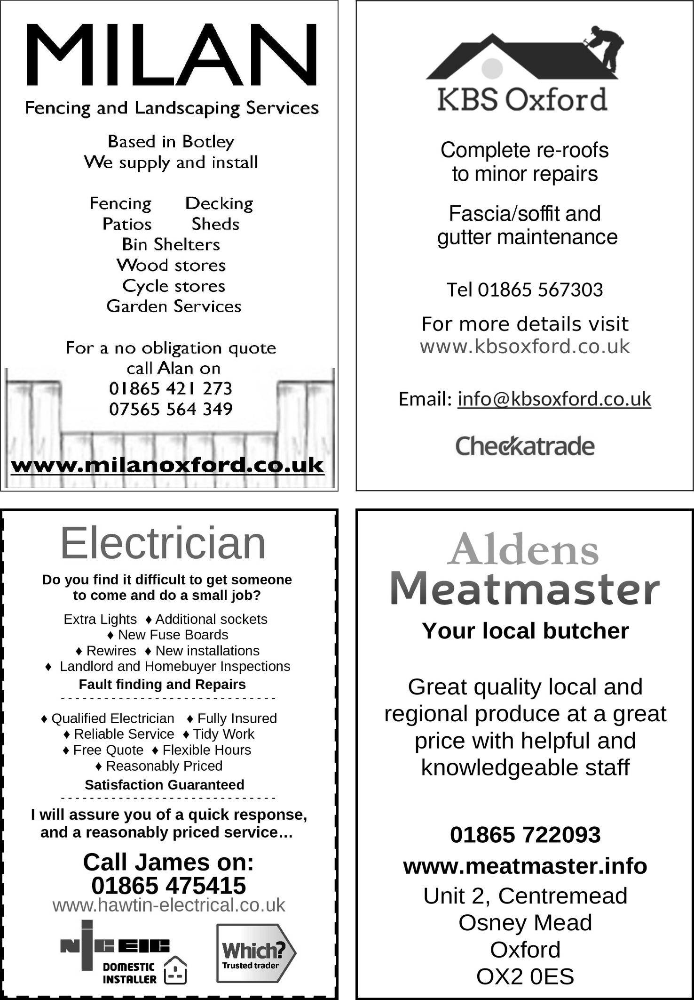 MILAN
Fencing and Landscaping Services
Based in Botley
We supply and install
Fencing Decking
Patios Sheds
Bin Shelters
Wood stores
Cycle stores
Garden Services
For a no obligation quote
call Alan on
01865 421 273
07565 564 349
www.milanoxford.co.uk
KBS Oxford
Complete re-roofs
to minor repairs
Fascia/soffit and
gutter maintenance
Tel 01865 567303
For more details visit
www.kbsoxford.co.uk
Email: info@kbsoxford.co.uk
Checkatrade
Electrician
Do you find it difficult to get someone
to come and do a small job?
Extra Lights ♦ Additional sockets
♦ New Fuse Boards
♦ Rewires ♦ New installations
♦ Landlord and Homebuyer Inspections
Fault finding and Repairs
- - - - - - - - - - - - - - - - - - - - - - - - - - - - - -
♦ Qualified Electrician ♦ Fully Insured
♦ Reliable Service ♦ Tidy Work
♦ Free Quote ♦ Flexible Hours
♦ Reasonably Priced
Satisfaction Guaranteed
- - - - - - - - - - - - - - - - - - - - - - - - - - - - - -
I will assure you of a quick response,
and a reasonably priced service...
Call James on:
01865 475415
www.hawtin-electrical.co.uk
NICEIC
DOMESTIC
INSTALLER
Which?
Trusted trader
Aldens
Meatmaster
Your local butcher
Great quality local and
regional produce at a great
price with helpful and
knowledgeable staff
01865 722093
www.meatmaster.info
Unit 2, Centremead
Osney Mead
Oxford
OX2 0ES